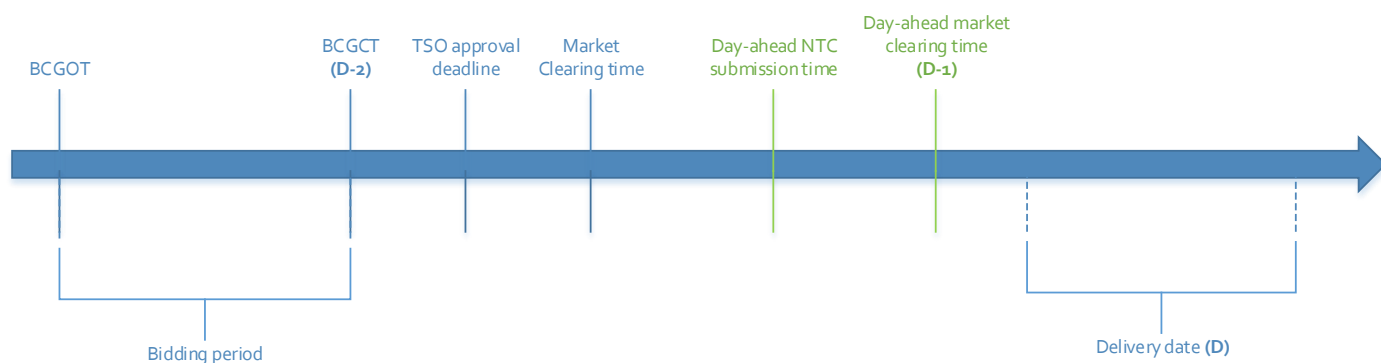 BCGOT
BCGCT
(D-2)
TSO approval
deadline
Market
Clearing time
Day-ahead NTC
submission time
Day-ahead market
clearing time
(D-1)
Bidding period
Delivery date (D)